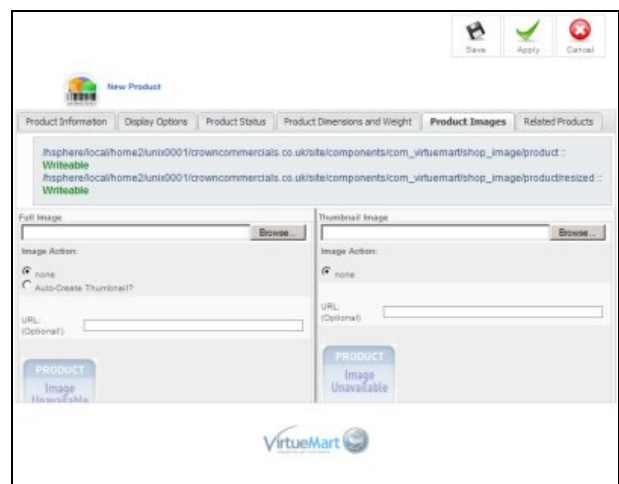 Save Apply Cancel
New Product
Product Information Display Options Product Status Product Dimensions and Weight Product Images Related Products
/hsphere/local/home2/unix0001/crowncommercials.co.uk/site/components/com_virtuemart/shop_image/product ::
Writeable
/hsphere/local/home2/unix0001/crowncommercials.co.uk/site/components/com_virtuemart/shop_image/product/resized ::
Writeable
Full Image
Browse...
Image Action:
none
Auto-Create Thumbnail?
URL:
(Optional!)
PRODUCT
Image
Unavailable
Thumbnail Image
Browse...
Image Action:
none
URL:
(Optional)
PRODUCT
Image
Unavailable
VirtueMart